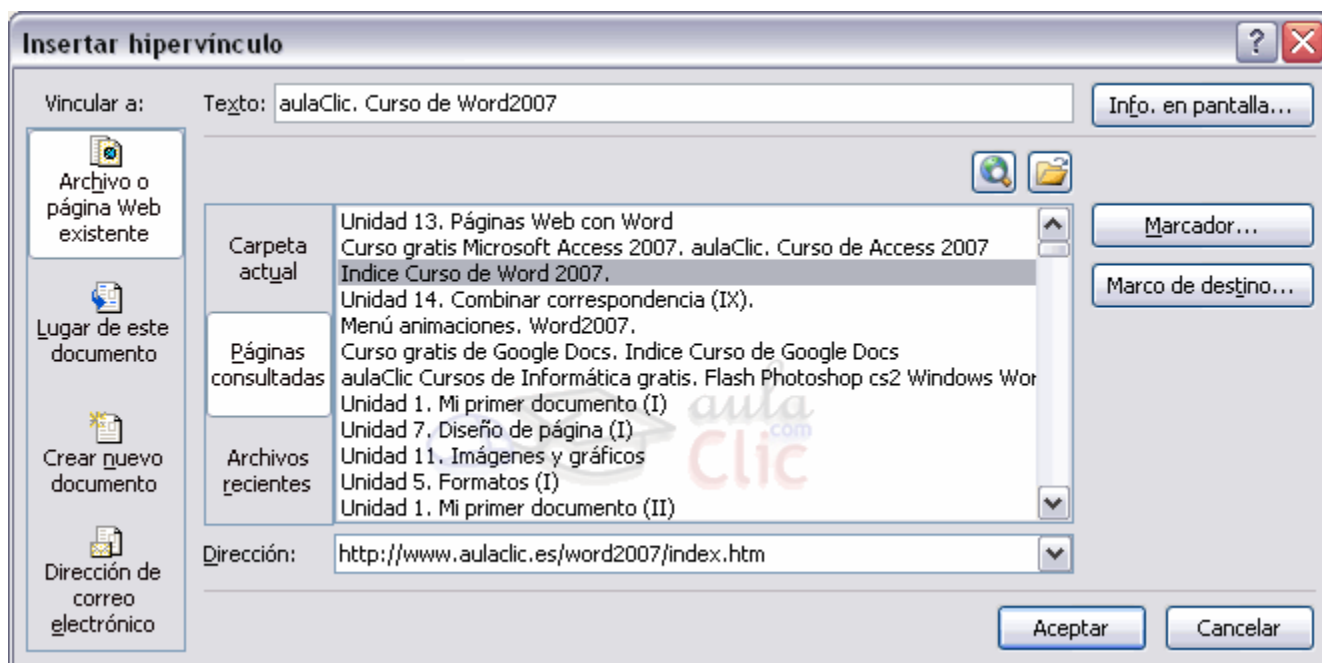 Insertar hipervínculo
Vincular a:
Texto: aulaClic. Curso de Word2007
Info. en pantalla...
Archivo o
página Web
existente
Lugar de este
documento
Crear nuevo
documento
Dirección de
correo
electrónico
Carpeta
actual
Páginas
consultadas
Archivos
recientes
Unidad 13. Páginas Web con Word
Curso gratis Microsoft Access 2007. aulaClic. Curso de Access 2007
Indice Curso de Word 2007.
Unidad 14. Combinar correspondencia (IX).
Menú animaciones. Word2007.
Curso gratis de Google Docs. Indice Curso de Google Docs
aulaClic Cursos de Informática gratis. Flash Photoshop cs2 Windows Wor
Unidad 1. Mi primer documento (I)
Unidad 7. Diseño de página (I)
Unidad 11. Imágenes y gráficos
Unidad 5. Formatos (I)
Unidad 1. Mi primer documento (II)
aula
.com
Clic
Marcador...
Marco de destino...
Dirección: http://www.aulaclic.es/word2007/index.htm
Aceptar
Cancelar